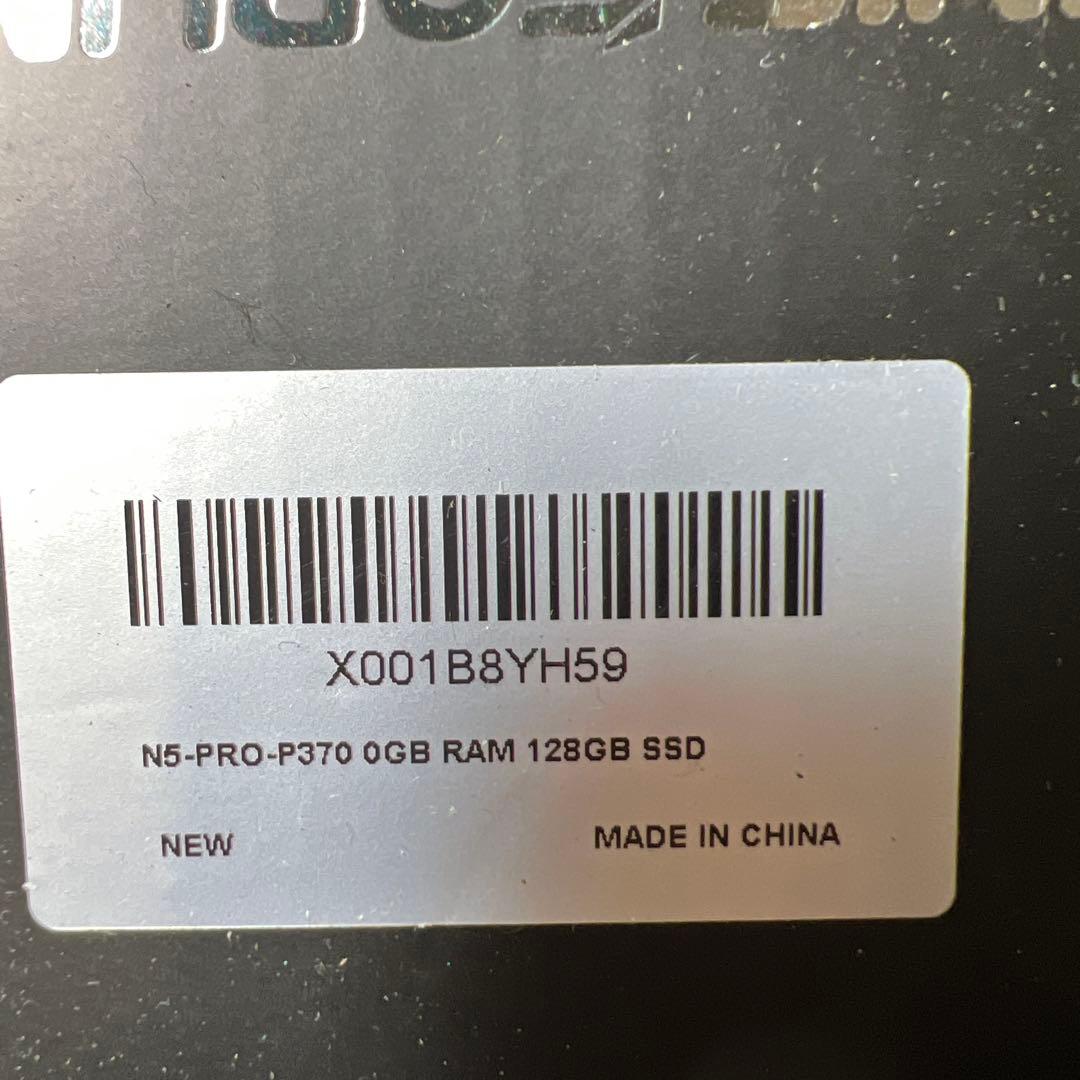 X001B8YH59
N5-PRO-P370 0GB RAM 128GB SSD
NEW
MADE IN CHINA